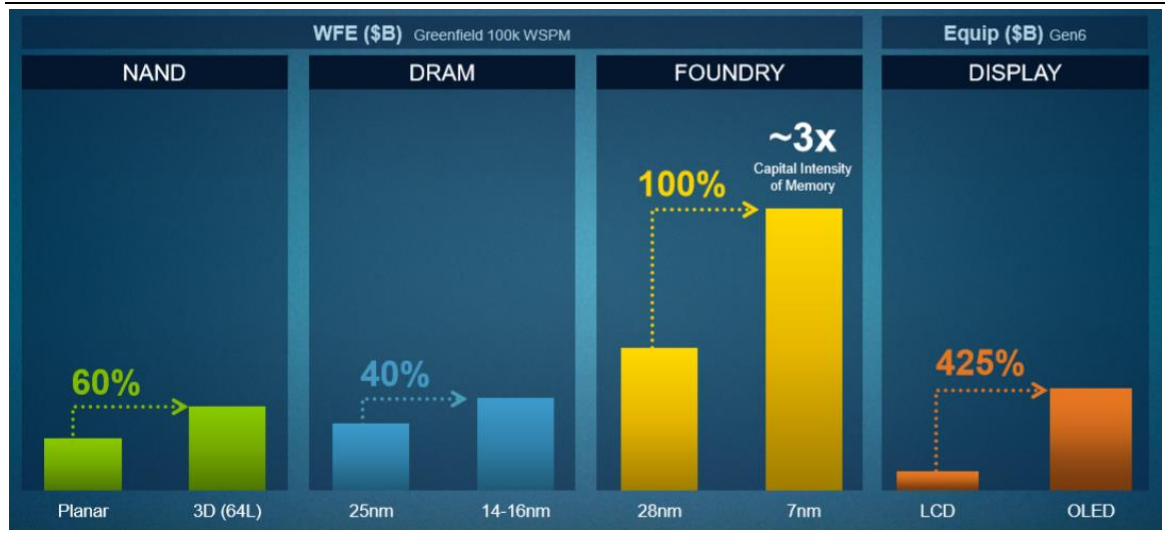 WFE ($B) Greenfield 100k WSPM
Equip ($B) Gen6
NAND
DRAM
FOUNDRY
DISPLAY
60%
40%
100%
~3x
Capital Intensity
of Memory
425%
Planar
3D (64L)
25nm
14-16nm
28nm
7nm
LCD
OLED